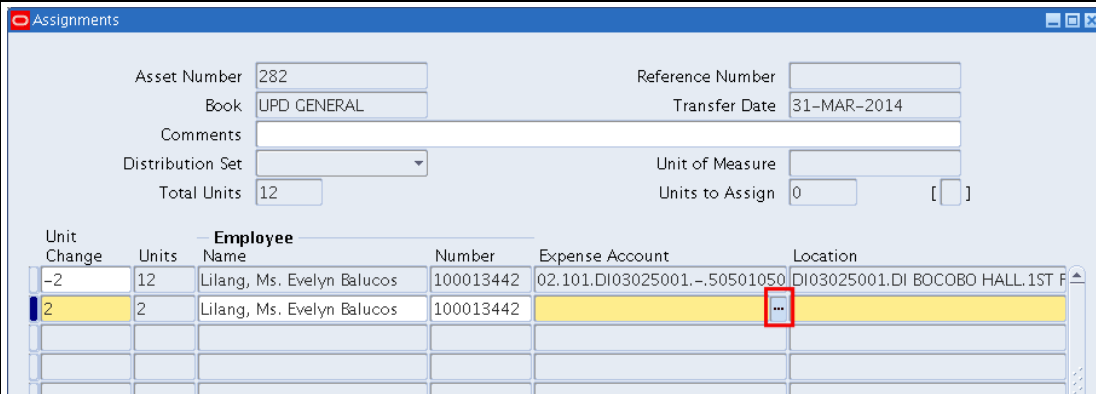 Assignments
Asset Number 282 Reference Number
Book UPD GENERAL Transfer Date 31-MAR-2014
Comments
Distribution Set Unit of Measure
Total Units 12 Units to Assign 0 [ ]
Unit Employee
Change Units Name Number Expense Account Location
-2 12 Lilang, Ms. Evelyn Balucos 100013442 02.101.DI03025001.-.50501050 DI03025001.DI BOCOBO HALL.1ST F
2 2 Lilang, Ms. Evelyn Balucos 100013442 ...